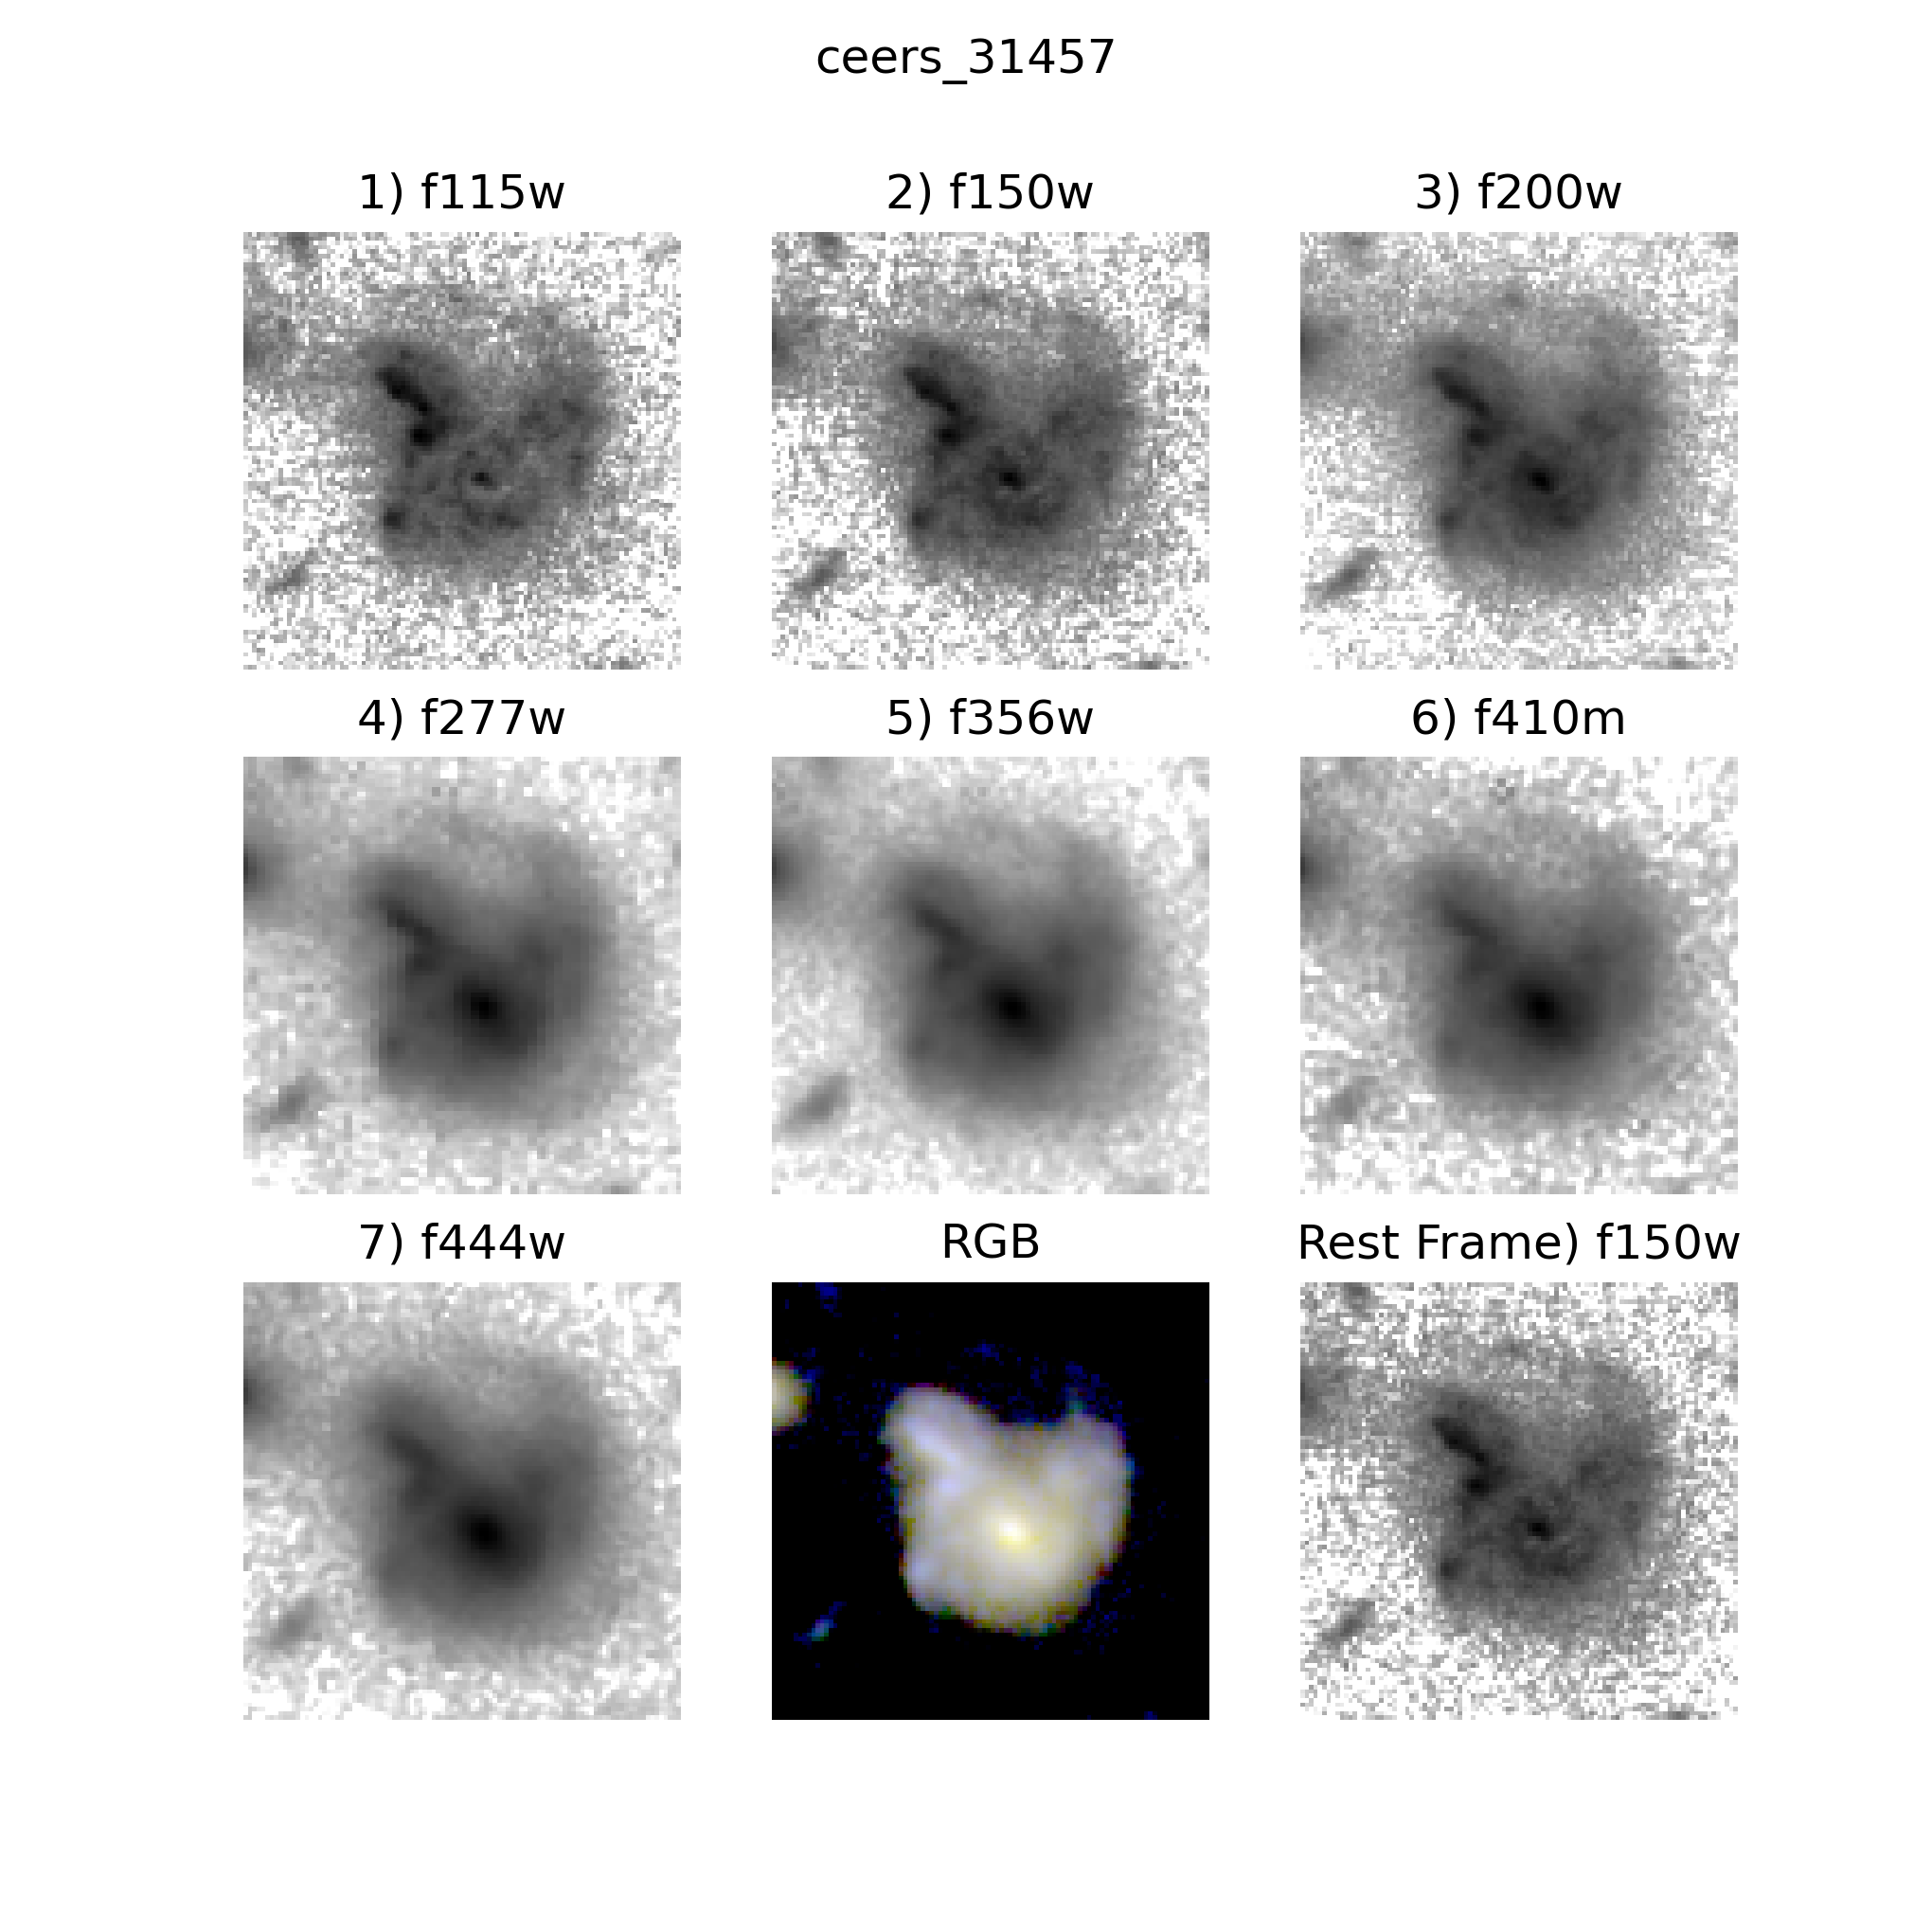 ceers_31457
1) f115w
2) f150w
3) f200w
4) f277w
5) f356w
6) f410m
7) f444w
RGB
Rest Frame) f150w